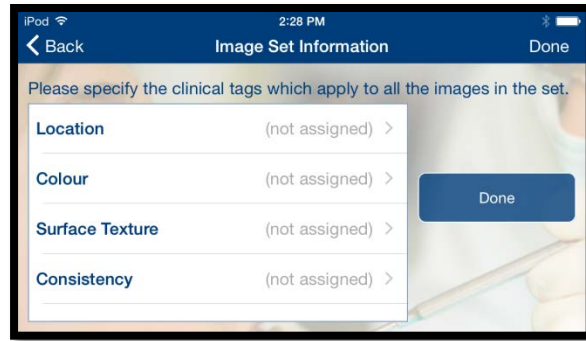 iPod 2:28 PM
Back Image Set Information Done
Please specify the clinical tags which apply to all the images in the set.
Location (not assigned)
Colour (not assigned)
Done
Surface Texture (not assigned)
Consistency (not assigned)